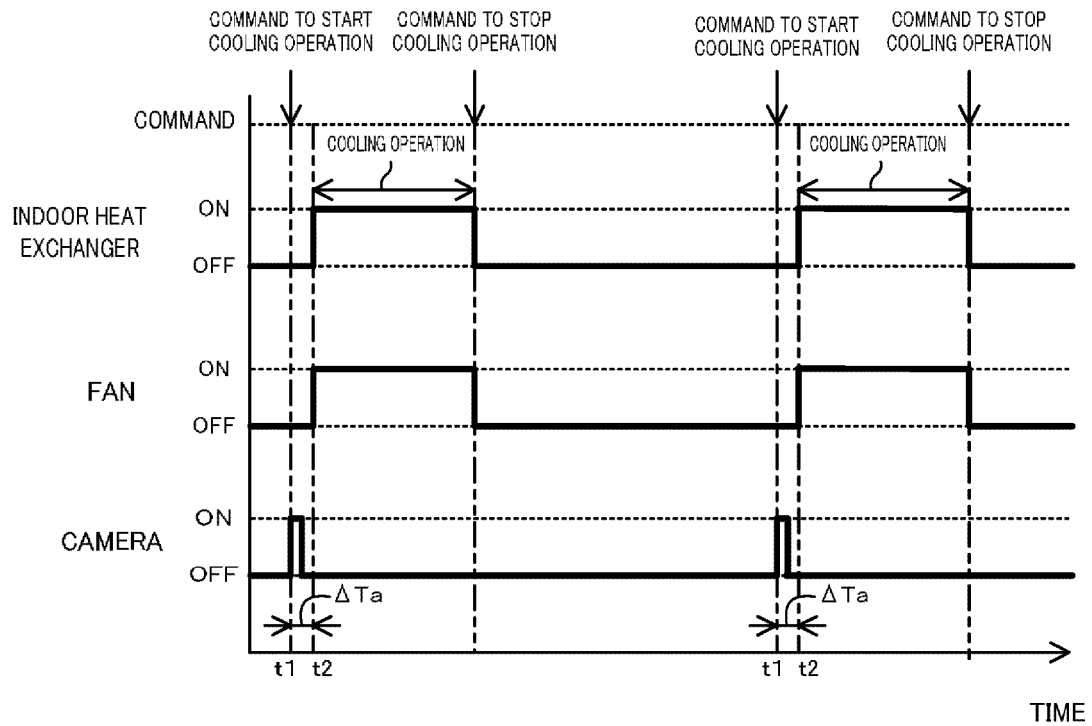 COMMAND TO START
COOLING OPERATION
COMMAND TO STOP
COOLING OPERATION
COMMAND TO START
COOLING OPERATION
COMMAND TO STOP
COOLING OPERATION
COMMAND
COOLING OPERATION
COOLING OPERATION
INDOOR HEAT
EXCHANGER
ON
OFF
FAN
ON
OFF
CAMERA
ON
OFF
ΔTa
ΔTa
t1 t2
t1 t2
TIME